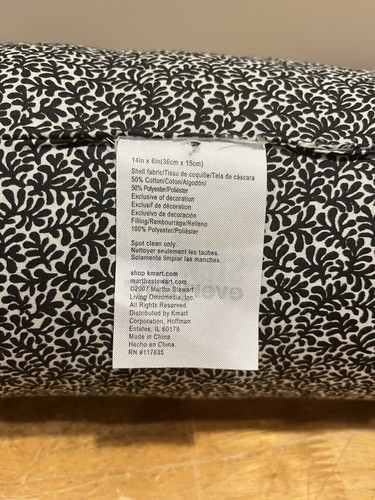 14in x 6in(36cm x 15cm)
Shell fabric/Tissu de coquille/Tela de cáscara
50% Cotton/Coton/Algodon/
50% Polyester/Poliéster
Exclusive of decoration
Exclusif de décoration
Exclusivo de decoración
Filling/Rembourrage/Relleno
100% Polyester/Poliéster
Spot clean only.
Nettoyer seulement les taches.
Solamente limpiar las manchas.
shop kmart.com
marthastewart.com
©2007 Martha Stewart
Living Omnimedia, Inc.
All Rights Reserved.
Distributed by Kmart
Corporation, Hoffman
Estates, IL 60179.
Made in China.
Hecho en China.
RN #117835